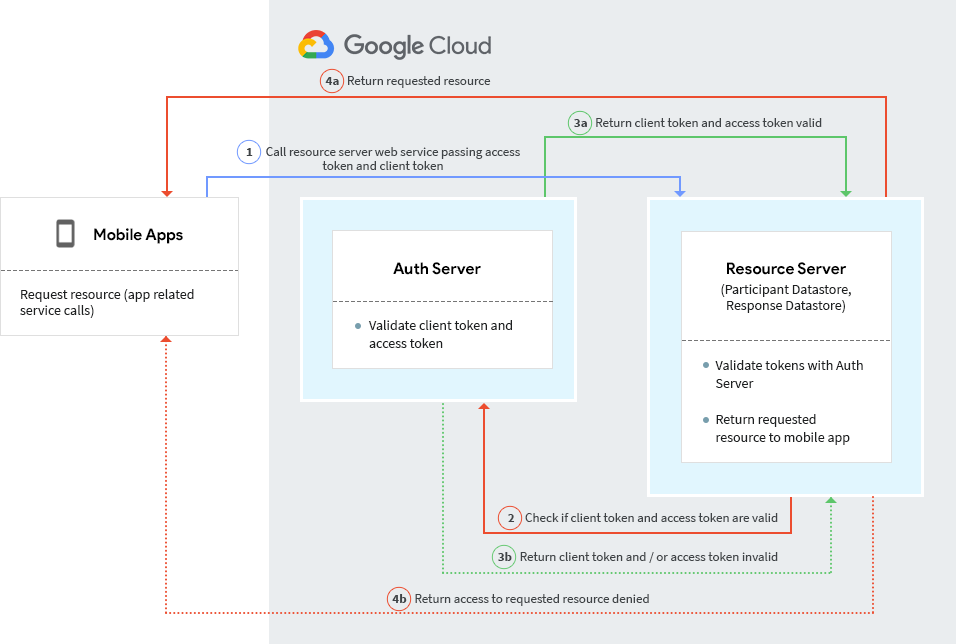 Google Cloud
4a Return requested resource
3a Return client token and access token valid
1 Call resource server web service passing access
token and client token
Mobile Apps
Request resource (app related
service calls)
Auth Server
Validate client token and
access token
Resource Server
(Participant Datastore,
Response Datastore)
Validate tokens with Auth
Server
Return requested
resource to mobile app
2 Check if client token and access token are valid
3b Return client token and / or access token invalid
4b Return access to requested resource denied